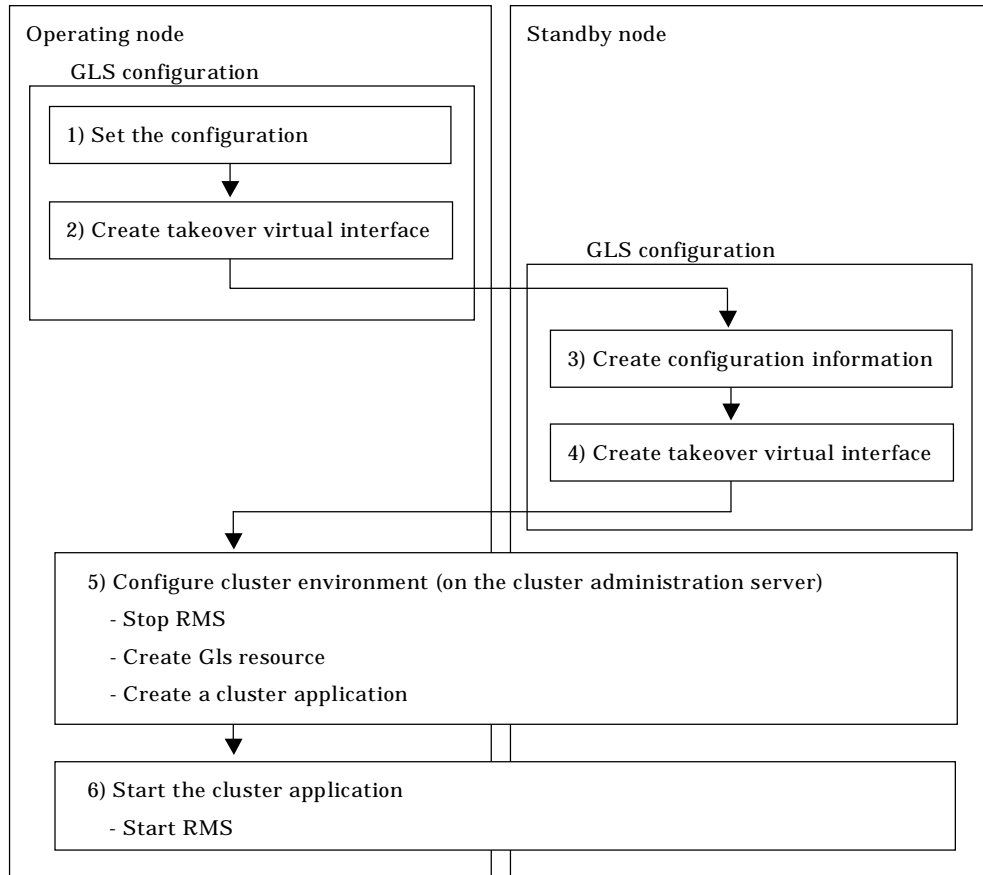 Operating node
GLS configuration
1) Set the configuration
2) Create takeover virtual interface
Standby node
GLS configuration
3) Create configuration information
4) Create takeover virtual interface
5) Configure cluster environment (on the cluster administration server)
- Stop RMS
- Create Gls resource
- Create a cluster application
6) Start the cluster application
- Start RMS